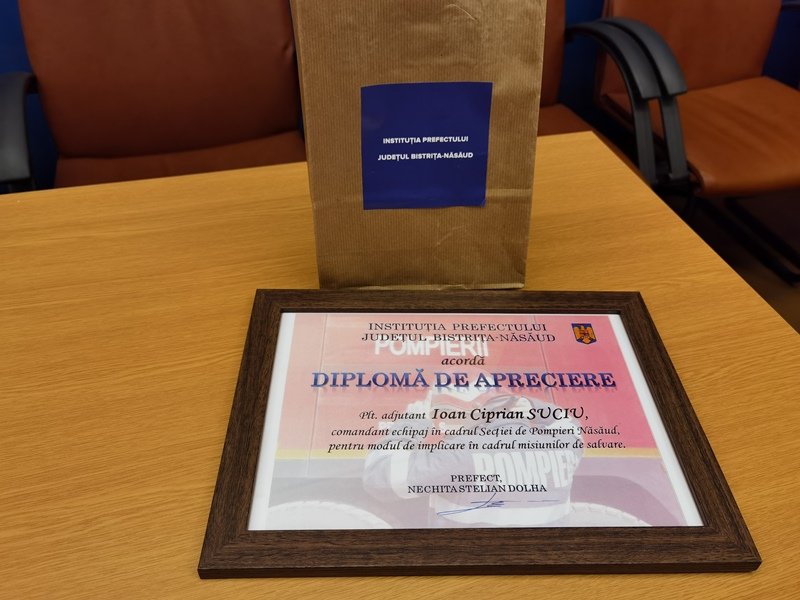 INSTITUȚIA PREFECTULUI
JUDEȚUL BISTRIȚA-NĂSĂUD
INSTITUȚIA PREFECTULUI
JUDEȚUL BISTRIȚA-NĂSĂUD
POMPIERII
acordă
DIPLOMĂ DE APRECIERE
Plt. adjutant Ioan Ciprian SUCIU,
comandant echipaj în cadrul Secției de Pompieri Năsăud,
pentru modul de implicare în cadrul misiunilor de salvare.
POMPIE
PREFECT,
NECHITA STELIAN DOLHA